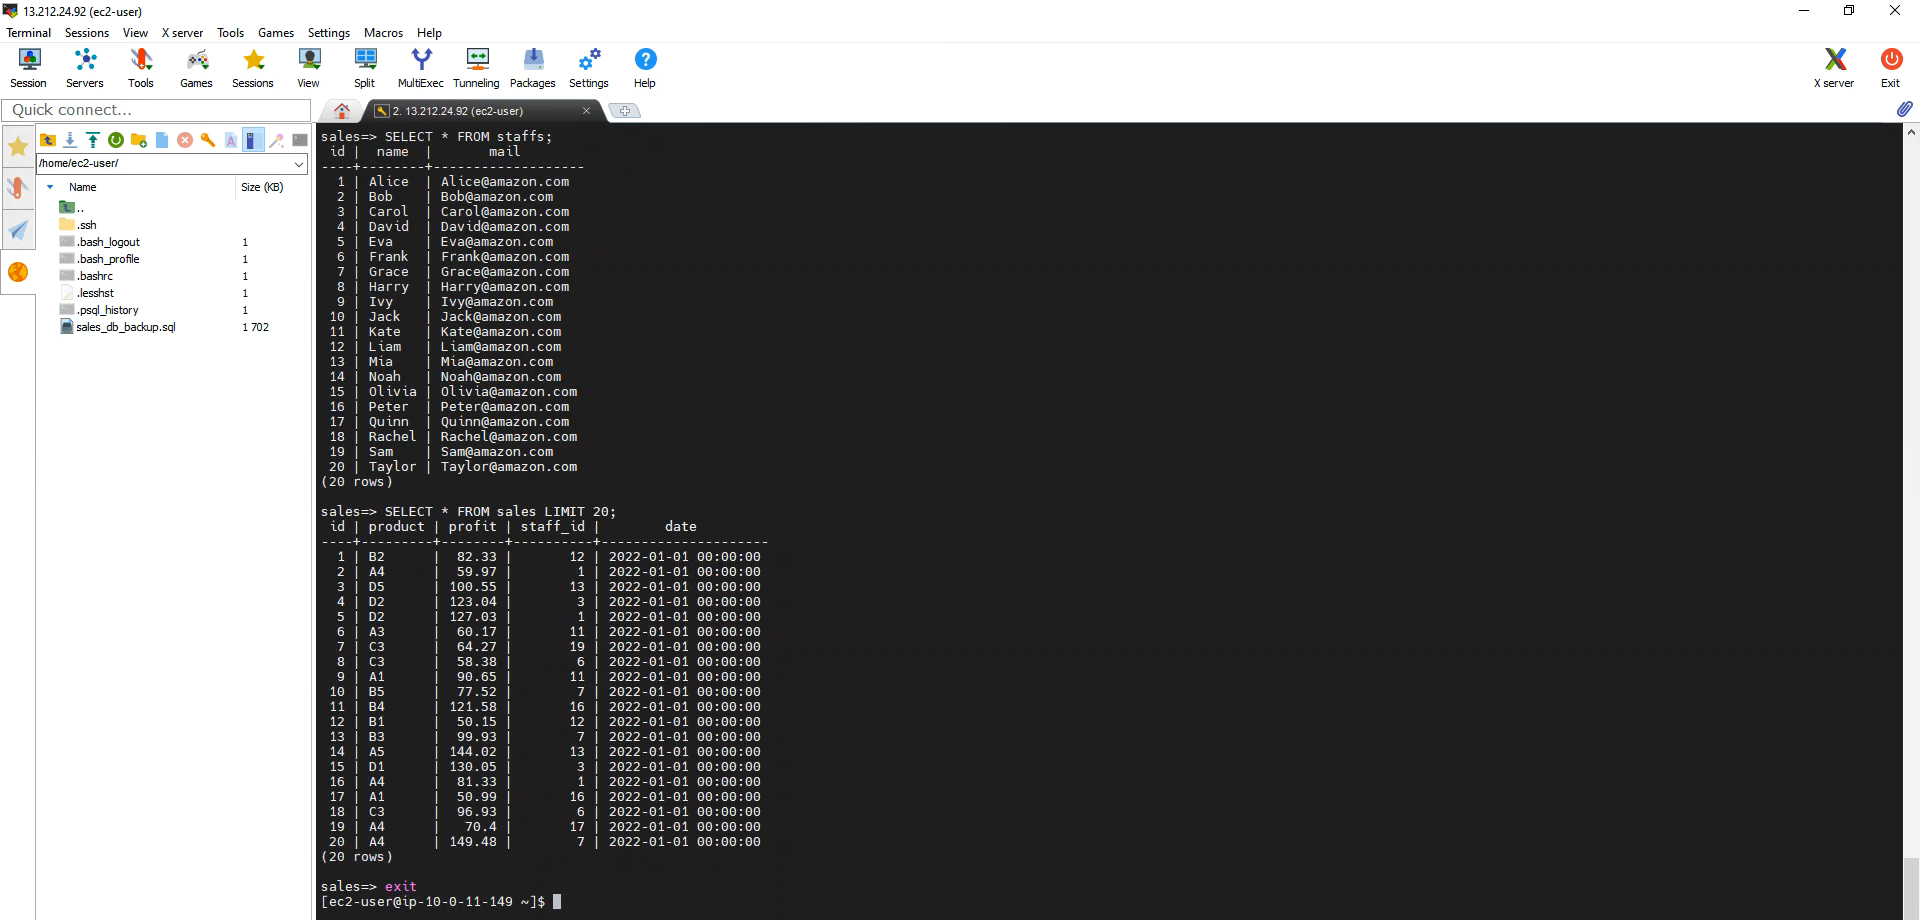 13.212.24.92 (ec2-user)
Terminal Sessions View X server Tools Games Settings Macros Help
Session Servers Tools Games Sessions View Split MultiExec Tunneling Packages Settings Help X server Exit
Quick connect...
2. 13.212.24.92 (ec2-user)
/home/ec2-user/
Name Size (KB)
..
.ssh
.bash_logout 1
.bash_profile 1
.bashrc 1
.lesshst 1
.psql_history 1
sales_db_backup.sql 1 702
sales=> SELECT * FROM staffs;
 id |  name  |       mail
----+--------+-------------------
  1 | Alice  | Alice@amazon.com
  2 | Bob    | Bob@amazon.com
  3 | Carol  | Carol@amazon.com
  4 | David  | David@amazon.com
  5 | Eva    | Eva@amazon.com
  6 | Frank  | Frank@amazon.com
  7 | Grace  | Grace@amazon.com
  8 | Harry  | Harry@amazon.com
  9 | Ivy    | Ivy@amazon.com
 10 | Jack   | Jack@amazon.com
 11 | Kate   | Kate@amazon.com
 12 | Liam   | Liam@amazon.com
 13 | Mia    | Mia@amazon.com
 14 | Noah   | Noah@amazon.com
 15 | Olivia | Olivia@amazon.com
 16 | Peter  | Peter@amazon.com
 17 | Quinn  | Quinn@amazon.com
 18 | Rachel | Rachel@amazon.com
 19 | Sam    | Sam@amazon.com
 20 | Taylor | Taylor@amazon.com
(20 rows)
sales=> SELECT * FROM sales LIMIT 20;
 id | product | profit | staff_id |        date
----+---------+--------+----------+---------------------
  1 | B2      |  82.33 |       12 | 2022-01-01 00:00:00
  2 | A4      |  59.97 |        1 | 2022-01-01 00:00:00
  3 | D5      | 100.55 |       13 | 2022-01-01 00:00:00
  4 | D2      | 123.04 |        3 | 2022-01-01 00:00:00
  5 | D2      | 127.03 |        1 | 2022-01-01 00:00:00
  6 | A3      |  60.17 |       11 | 2022-01-01 00:00:00
  7 | C3      |  64.27 |       19 | 2022-01-01 00:00:00
  8 | C3      |  58.38 |        6 | 2022-01-01 00:00:00
  9 | A1      |  90.65 |       11 | 2022-01-01 00:00:00
 10 | B5      |  77.52 |        7 | 2022-01-01 00:00:00
 11 | B4      | 121.58 |       16 | 2022-01-01 00:00:00
 12 | B1      |  50.15 |       12 | 2022-01-01 00:00:00
 13 | B3      |  99.93 |        7 | 2022-01-01 00:00:00
 14 | A5      | 144.02 |       13 | 2022-01-01 00:00:00
 15 | D1      | 130.05 |        3 | 2022-01-01 00:00:00
 16 | A4      |  81.33 |        1 | 2022-01-01 00:00:00
 17 | A1      |  50.99 |       16 | 2022-01-01 00:00:00
 18 | C3      |  96.93 |        6 | 2022-01-01 00:00:00
 19 | A4      |   70.4 |       17 | 2022-01-01 00:00:00
 20 | A4      | 149.48 |        7 | 2022-01-01 00:00:00
(20 rows)
sales=> exit
[ec2-user@ip-10-0-11-149 ~]$